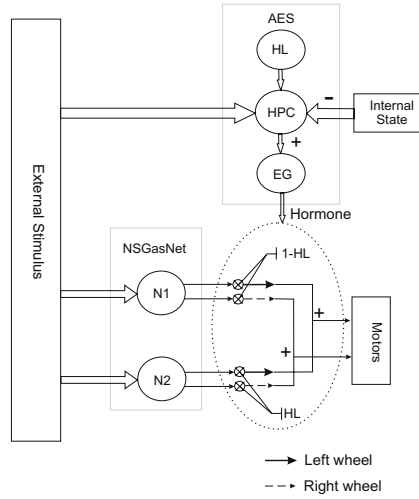 AES
HL
HPC
−
Internal
State
+
EG
Hormone
External Stimulus
NSGasNet
1-HL
N1
+
+
Motors
N2
HL
Left wheel
Right wheel